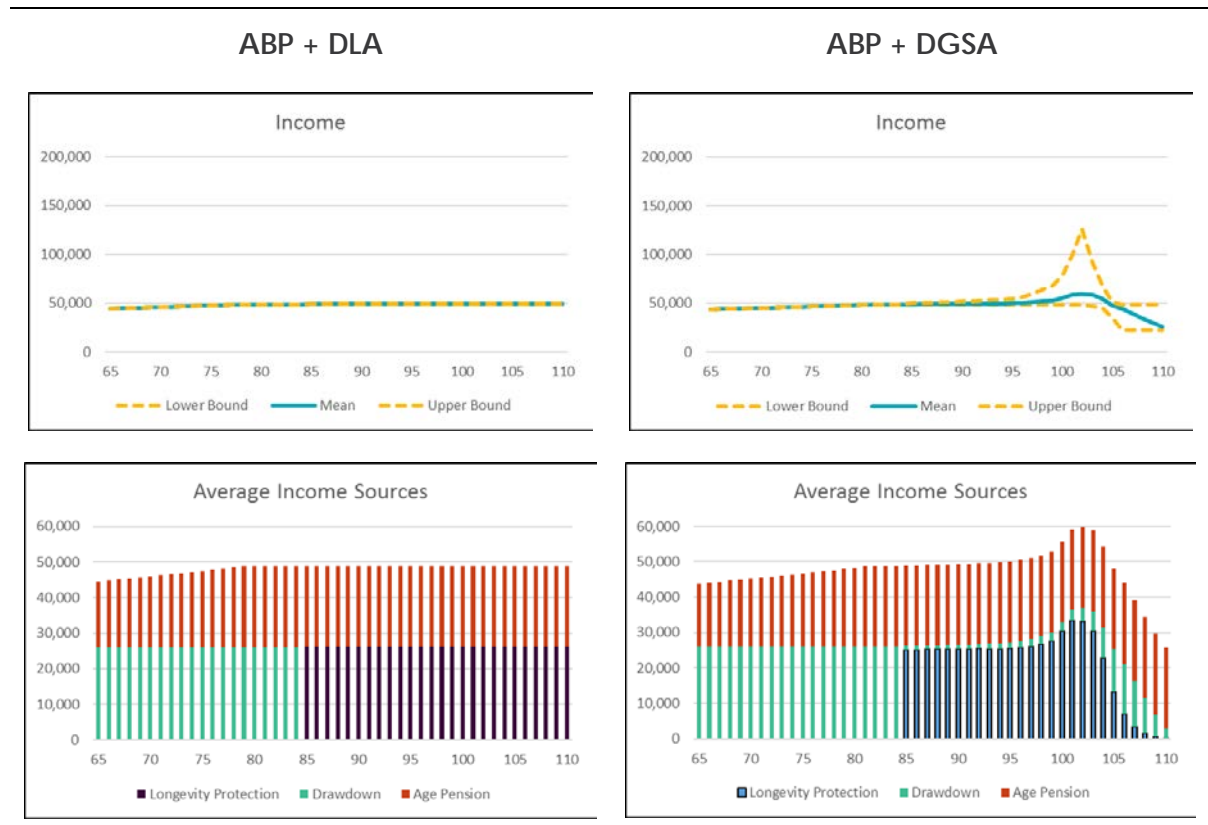 ABP + DLA
ABP + DGSA
Income
200,000
150,000
100,000
50,000
0
65 70 75 80 85 90 95 100 105 110
Lower Bound Mean Upper Bound
Income
200,000
150,000
100,000
50,000
0
65 70 75 80 85 90 95 100 105 110
Lower Bound Mean Upper Bound
Average Income Sources
60,000
50,000
40,000
30,000
20,000
10,000
0
65 70 75 80 85 90 95 100 105 110
Longevity Protection Drawdown Age Pension
Average Income Sources
60,000
50,000
40,000
30,000
20,000
10,000
0
65 70 75 80 85 90 95 100 105 110
Longevity Protection Drawdown Age Pension